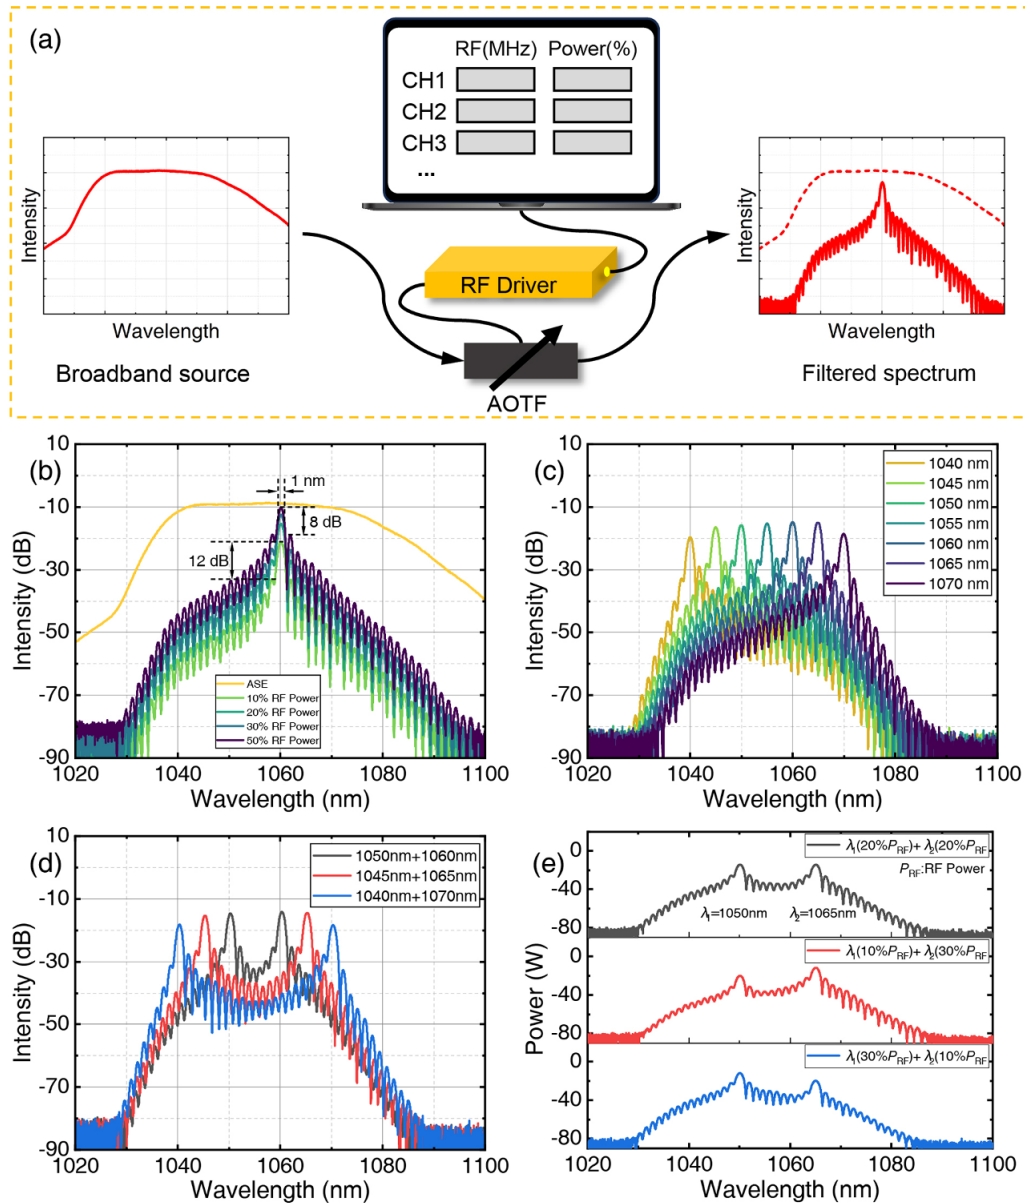 (a)
RF(MHz) Power(%)
CH1
CH2
CH3
...
Intensity
Wavelength
Broadband source
RF Driver
AOTF
Intensity
Wavelength
Filtered spectrum
(b)
10
-10
-30
-50
-70
-90
Intensity (dB)
1 nm
8 dB
12 dB
ASE
10% RF Power
20% RF Power
30% RF Power
50% RF Power
1020 1040 1060 1080 1100
Wavelength (nm)
(c)
10
-10
-30
-50
-70
-90
Intensity (dB)
1040 nm
1045 nm
1050 nm
1055 nm
1060 nm
1065 nm
1070 nm
1020 1040 1060 1080 1100
Wavelength (nm)
(d)
10
-10
-30
-50
-70
-90
Intensity (dB)
1050nm+1060nm
1045nm+1065nm
1040nm+1070nm
1020 1040 1060 1080 1100
Wavelength (nm)
(e)
Power (W)
0
-40
-80
λ1(20%PRF)+ λ2(20%PRF
PRF:RF Power
λ1=1050nm λ2=1065nm
0
-40
-80
λ1(10%PRF)+ λ2(30%PRF
0
-40
-80
λ1(30%PRF)+ λ2(10%PRF
1020 1040 1060 1080 1100
Wavelength (nm)